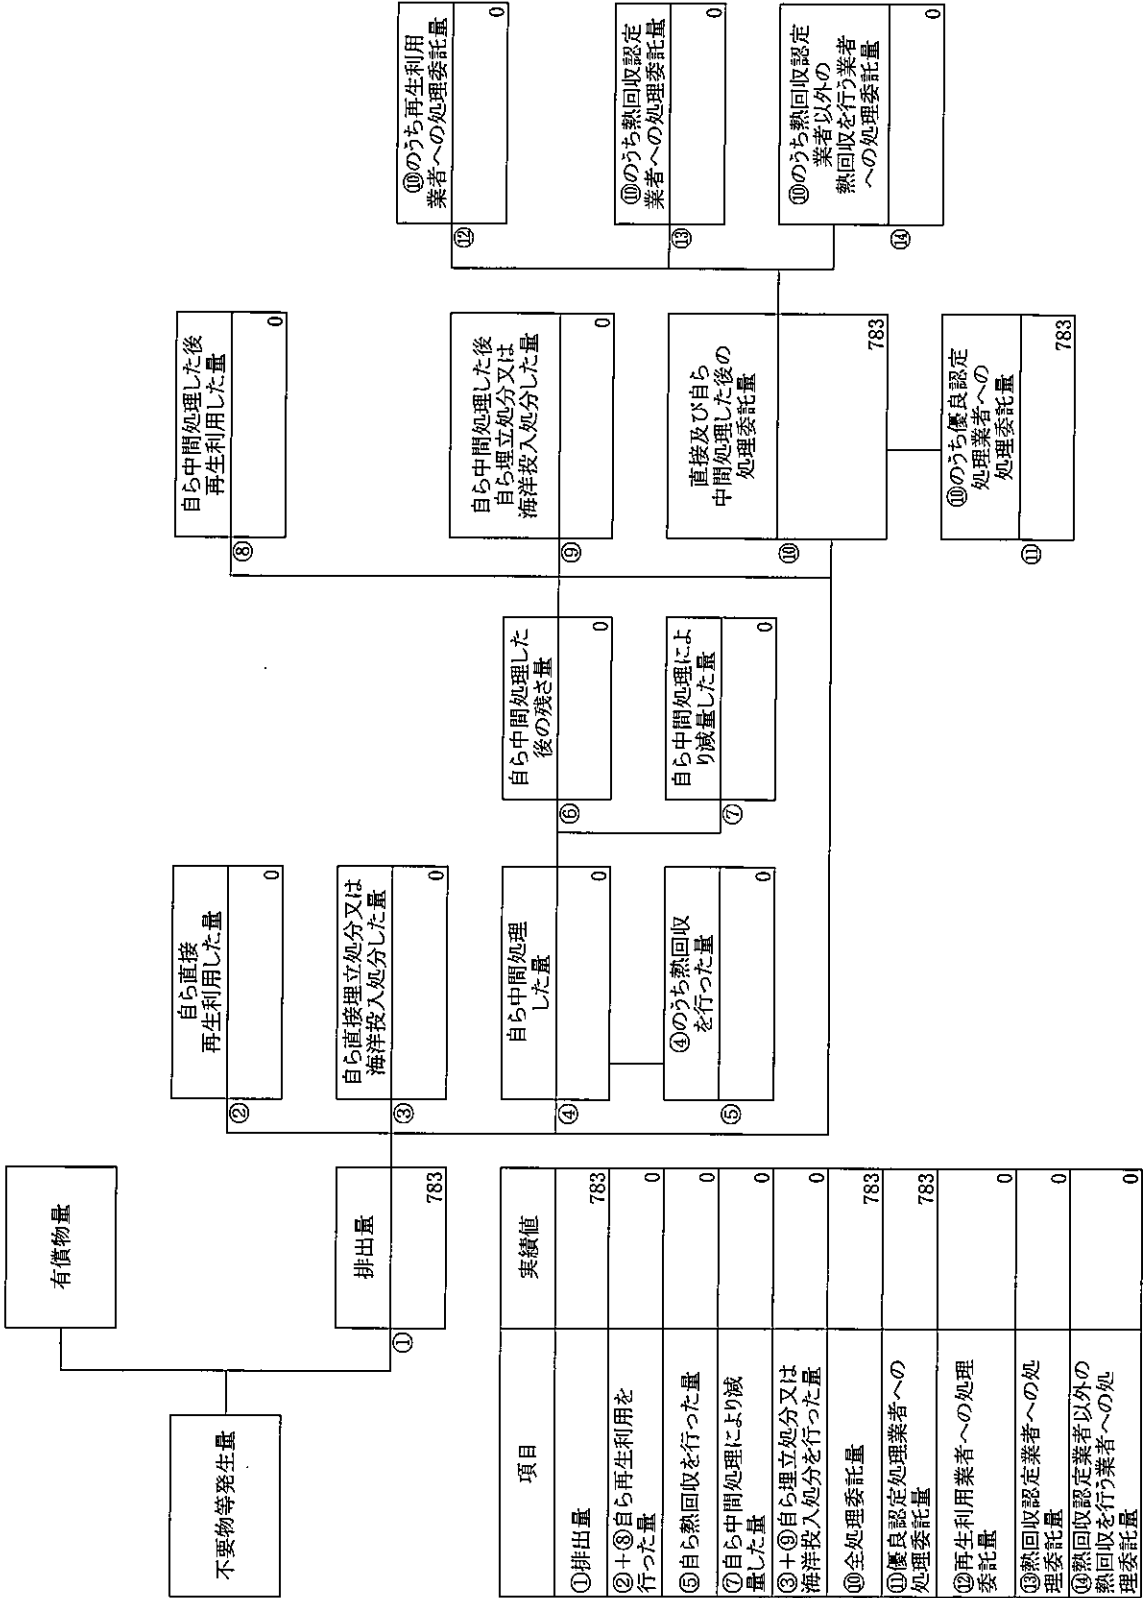 不要物等発生量
有償物量
①
排出量
783
②
自ら直接
再生利用した量
0
③
自ら直接埋立処分又は
海洋投入処分した量
0
④
自ら中間処理
した量
0
⑤
④のうち熱回収
を行った量
0
⑥
自ら中間処理した
後の残さ量
0
⑦
自ら中間処理によ
り減量した量
0
⑧
自ら中間処理した後
再生利用した量
0
⑨
自ら中間処理した後
自ら埋立処分又は
海洋投入処分した量
0
⑩
直接及び自ら
中間処理した後の
処理委託量
783
⑪
⑩のうち優良認定
処理業者への
処理委託量
783
⑫
⑩のうち再生利用
業者への処理委託量
0
⑬
⑩のうち熱回収認定
業者への処理委託量
0
⑭
⑩のうち熱回収認定
業者以外の
熱回収を行う業者
への処理委託量
0
項目
実績値
①排出量
783
②+⑧自ら再生利用を
行った量
0
⑤自ら熱回収を行った量
0
⑦自ら中間処理により減
量した量
0
③+⑨自ら埋立処分又は
海洋投入処分を行った量
0
⑩全処理委託量
783
⑪優良認定処理業者への
処理委託量
783
⑫再生利用業者への処理
委託量
0
⑬熱回収認定業者への処
理委託量
0
⑭熱回収認定業者以外の
熱回収を行う業者への処
理委託量
0